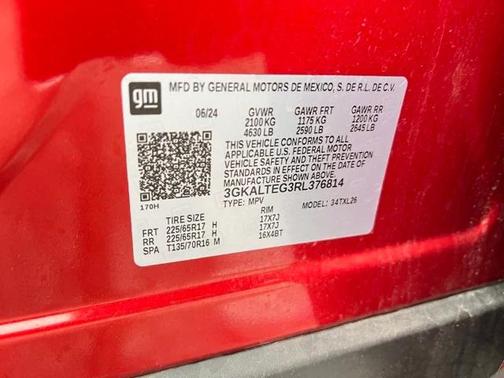 gm
MFD BY GENERAL MOTORS DE MEXICO, S. DE R.L. DE C.V.
06/24 GVWR GAWR FRT GAWR RR
2100 KG 1175 KG 1200 KG
4630 LB 2590 LB 2645 LB
THIS VEHICLE CONFORMS TO ALL
APPLICABLE U.S. FEDERAL MOTOR
VEHICLE SAFETY AND THEFT
PREVENTION STANDARDS IN EFFECT
ON THE DATE OF MANUFACTURE
SHOWN ABOVE.
3GKALTEG3RL376814
170H
TYPE: MPV MODEL: 34TXL26
TIRE SIZE RIM
FRT 225/65R17 H 17X7J
RR 225/65R17 H 17X7J
SPA T135/70R16 M 16X4BT